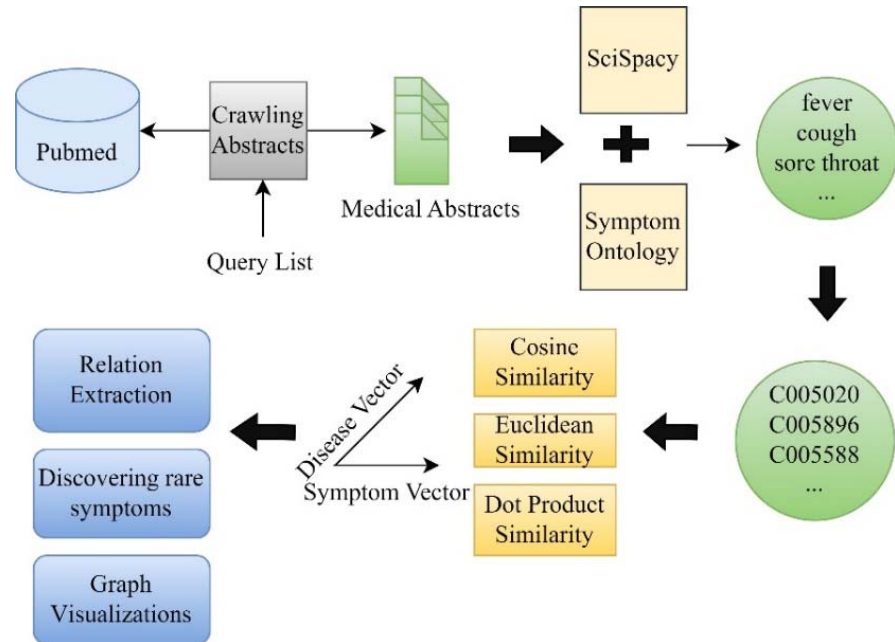 Pubmed
Crawling
Abstracts
Query List
Medical Abstracts
SciSpacy
Symptom
Ontology
fever
cough
sore throat
...
C005020
C005896
C005588
...
Cosine
Similarity
Euclidean
Similarity
Dot Product
Similarity
Disease Vector
Symptom Vector
Relation
Extraction
Discovering rare
symptoms
Graph
Visualizations